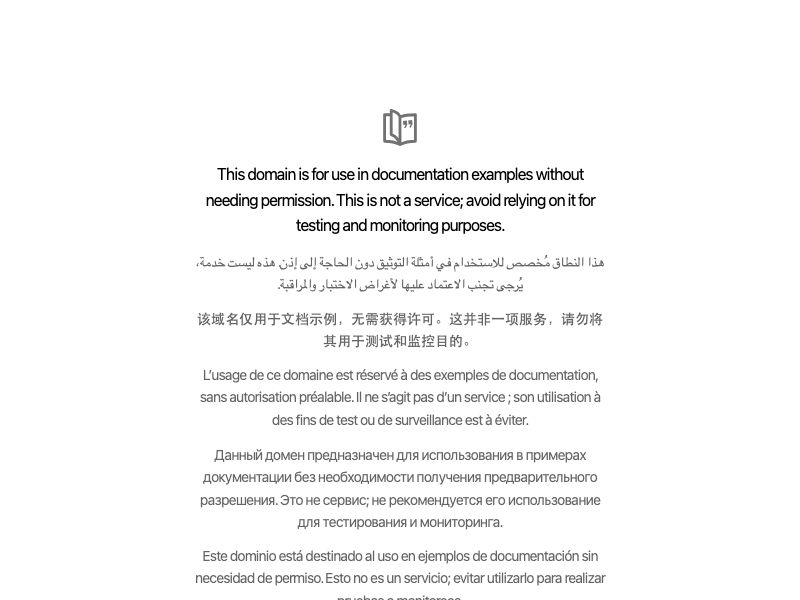 This domain is for use in documentation examples without
needing permission. This is not a service; avoid relying on it for
testing and monitoring purposes.
هذا النطاق مُخصص للاستخدام في أمثلة التوثيق دون الحاجة إلى إذن. هذه ليست خدمة،
يُرجى تجنب الاعتماد عليها لأغراض الاختبار والمراقبة.
该域名仅用于文档示例，无需获得许可。这并非一项服务，请勿将
其用于测试和监控目的。
L’usage de ce domaine est réservé à des exemples de documentation,
sans autorisation préalable. Il ne s’agit pas d’un service ; son utilisation à
des fins de test ou de surveillance est à éviter.
Данный домен предназначен для использования в примерах
документации без необходимости получения предварительного
разрешения. Это не сервис; не рекомендуется его использование
для тестирования и мониторинга.
Este dominio está destinado al uso en ejemplos de documentación sin
necesidad de permiso. Esto no es un servicio; evitar utilizarlo para realizar